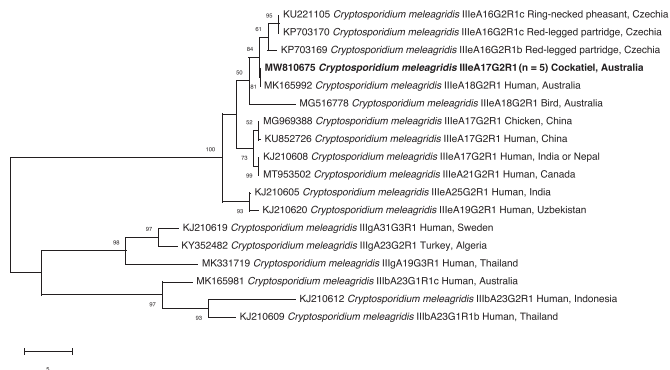 95
KU221105 Cryptosporidium meleagridis IIIeA16G2R1c Ring-necked pheasant, Czechia
61
KP703170 Cryptosporidium meleagridis IIIeA16G2R1c Red-legged partridge, Czechia
84
KP703169 Cryptosporidium meleagridis IIIeA16G2R1b Red-legged partridge, Czechia
MW810675 Cryptosporidium meleagridis IIIeA17G2R1(n = 5) Cockatiel, Australia
50
81
MK165992 Cryptosporidium meleagridis IIIeA18G2R1 Human, Australia
MG516778 Cryptosporidium meleagridis IIIeA18G2R1 Bird, Australia
52
MG969388 Cryptosporidium meleagridis IIIeA17G2R1 Chicken, China
KU852726 Cryptosporidium meleagridis IIIeA17G2R1 Human, China
100
73
KJ210608 Cryptosporidium meleagridis IIIeA17G2R1 Human, India or Nepal
99
MT953502 Cryptosporidium meleagridis IIIeA21G2R1 Human, Canada
KJ210605 Cryptosporidium meleagridis IIIeA25G2R1 Human, India
93
KJ210620 Cryptosporidium meleagridis IIIeA19G2R1 Human, Uzbekistan
97
KJ210619 Cryptosporidium meleagridis IIIgA31G3R1 Human, Sweden
98
KY352482 Cryptosporidium meleagridis IIIgA23G2R1 Turkey, Algeria
MK331719 Cryptosporidium meleagridis IIIgA19G3R1 Human, Thailand
MK165981 Cryptosporidium meleagridis IIIbA23G1R1c Human, Australia
97
KJ210612 Cryptosporidium meleagridis IIIbA23G2R1 Human, Indonesia
93
KJ210609 Cryptosporidium meleagridis IIIbA23G1R1b Human, Thailand
5